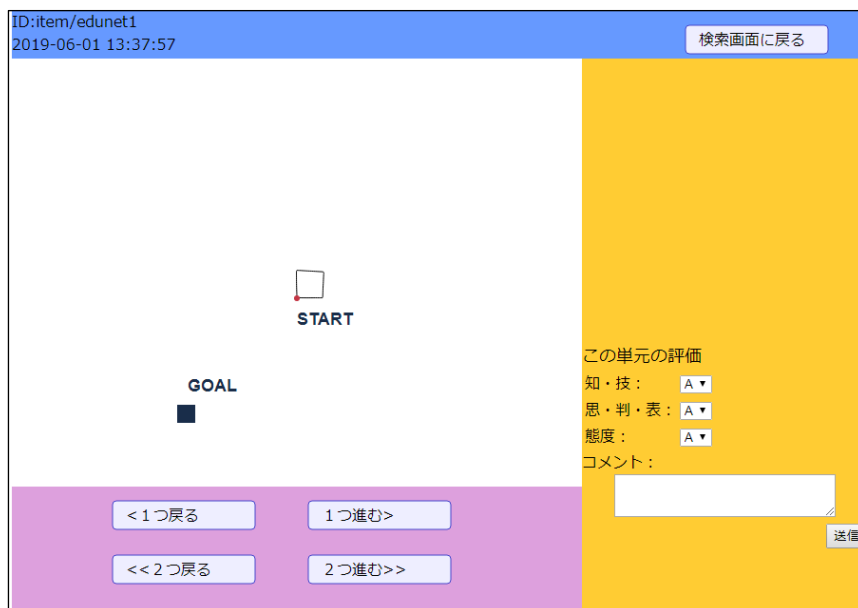 ID:item/edunet1
2019-06-01 13:37:57
検索画面に戻る
START
GOAL
この単元の評価
知・技： A▼
思・判・表： A▼
態度： A▼
コメント：
送信
<１つ戻る
１つ進む>
<<２つ戻る
２つ進む>>